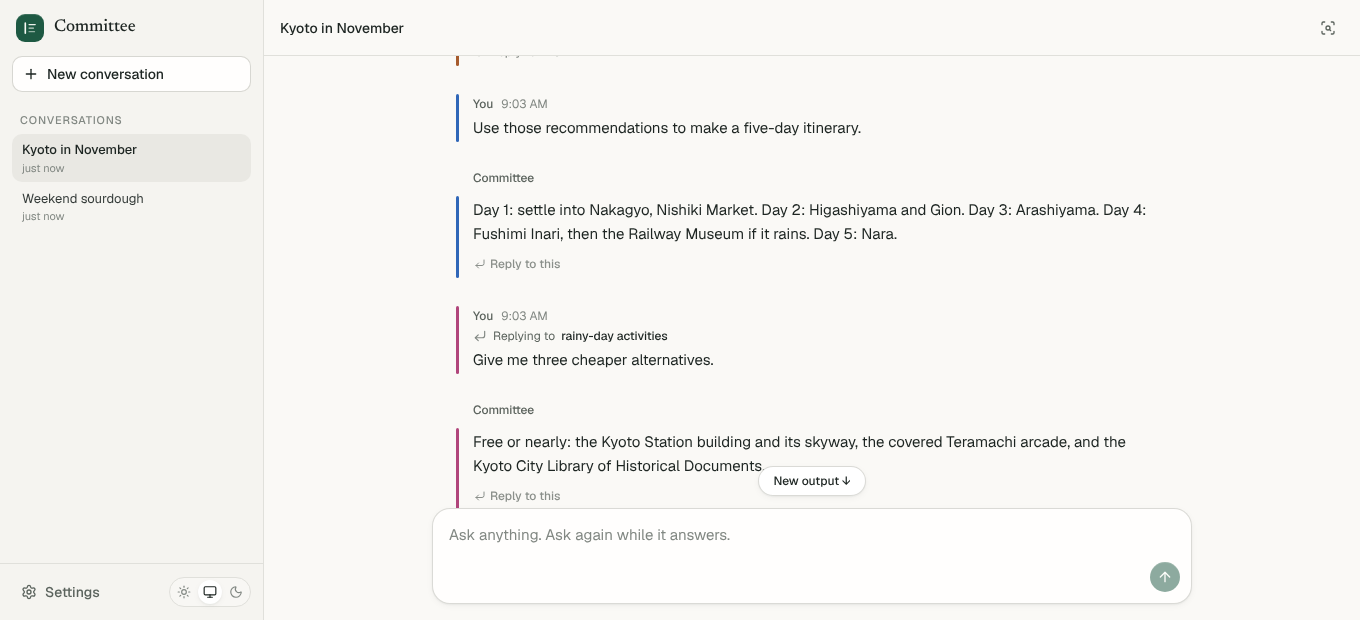 Committee
New conversation
CONVERSATIONS
Kyoto in November
just now
Weekend sourdough
just now
Settings
Kyoto in November
You 9:03 AM
Use those recommendations to make a five-day itinerary.
Committee
Day 1: settle into Nakagyo, Nishiki Market. Day 2: Higashiyama and Gion. Day 3: Arashiyama. Day 4:
Fushimi Inari, then the Railway Museum if it rains. Day 5: Nara.
Reply to this
You 9:03 AM
Replying to rainy-day activities
Give me three cheaper alternatives.
Committee
Free or nearly: the Kyoto Station building and its skyway, the covered Teramachi arcade, and the
Kyoto City Library of Historical Documents
New output ↓
Reply to this
Ask anything. Ask again while it answers.